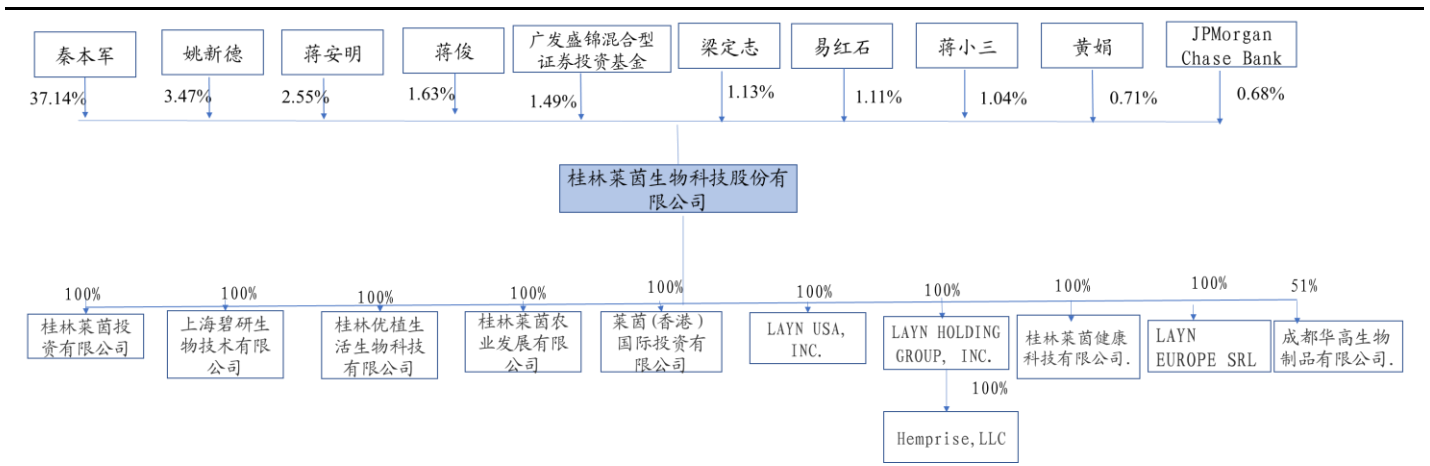 秦本军
姚新德
蒋安明
蒋俊
广发盛锦混合型
证券投资基金
梁定志
易红石
蒋小三
黄娟
JPMorgan
Chase Bank
37.14%
3.47%
2.55%
1.63%
1.49%
1.13%
1.11%
1.04%
0.71%
0.68%
桂林莱茵生物科技股份有
限公司
100%
100%
100%
100%
100%
100%
100%
100%
100%
51%
桂林莱茵投
资有限公司
上海碧研生
物技术有限
公司
桂林优植生
活生物科技
有限公司
桂林莱茵农
业发展有限
公司
莱茵(香港)
国际投资有
限公司
LAYN USA,
INC.
LAYN HOLDING
GROUP, INC.
桂林莱茵健康
科技有限公司.
LAYN
EUROPE SRL
成都华高生物
制品有限公司.
100%
Hemprise,LLC